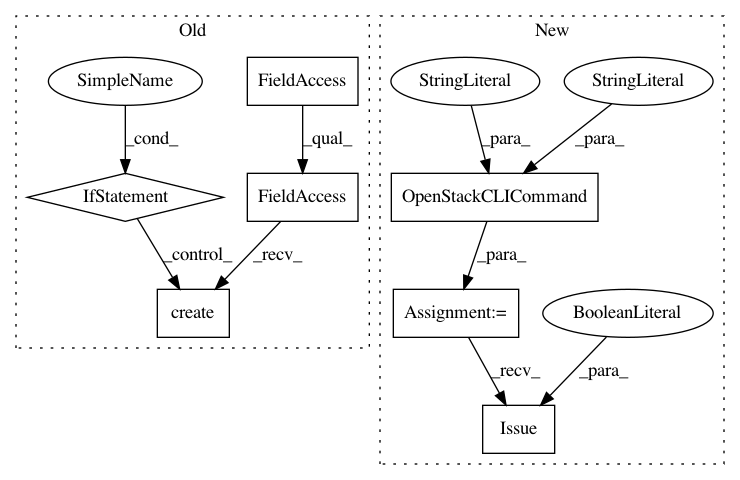 Old
New
SimpleName
FieldAccess
StringLiteral
StringLiteral
_cond_
_qual_
_para_
_para_
IfStatement
FieldAccess
OpenStackCLICommand
_control_
_recv_
_para_
create
Assignment:=
BooleanLiteral
_recv_
_para_
Issue